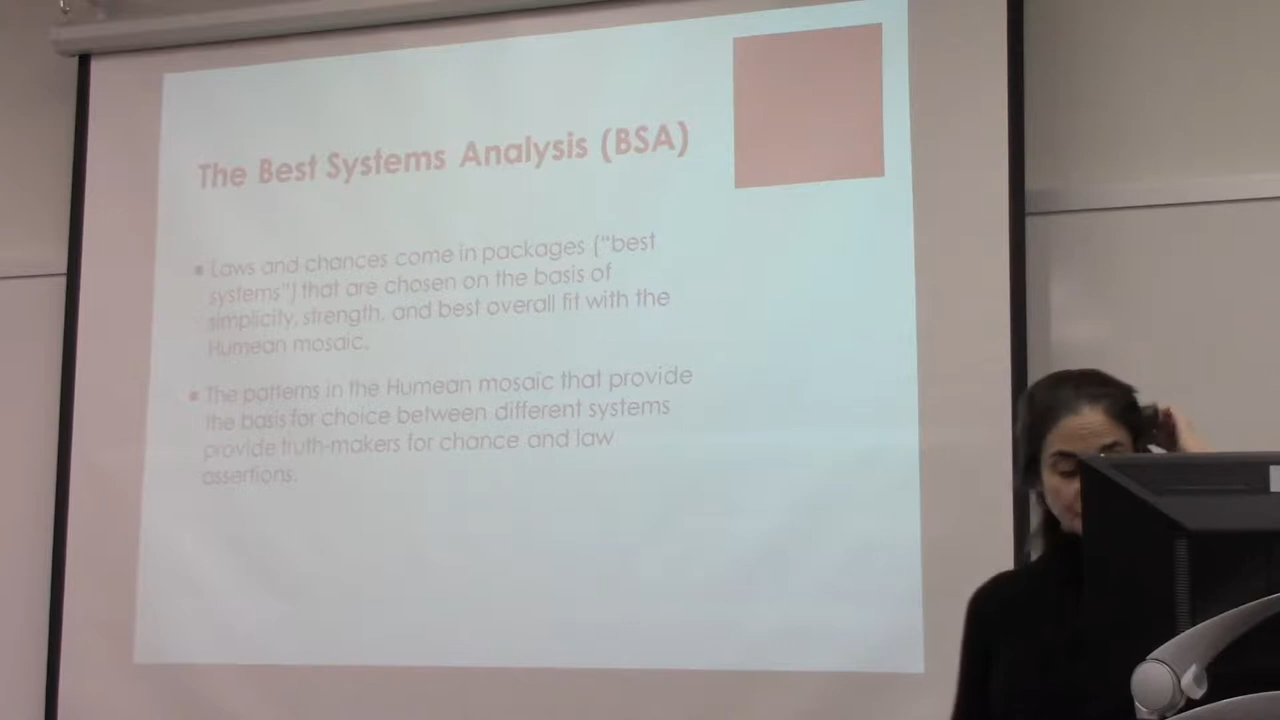 The Best Systems Analysis (BSA)
▪ Laws and chances come in packages (“best
systems”) that are chosen on the basis of
simplicity, strength, and best overall fit with the
Humean mosaic.
▪ The patterns in the Humean mosaic that provide
the basis for choice between different systems
provide truth-makers for chance and law
assertions.